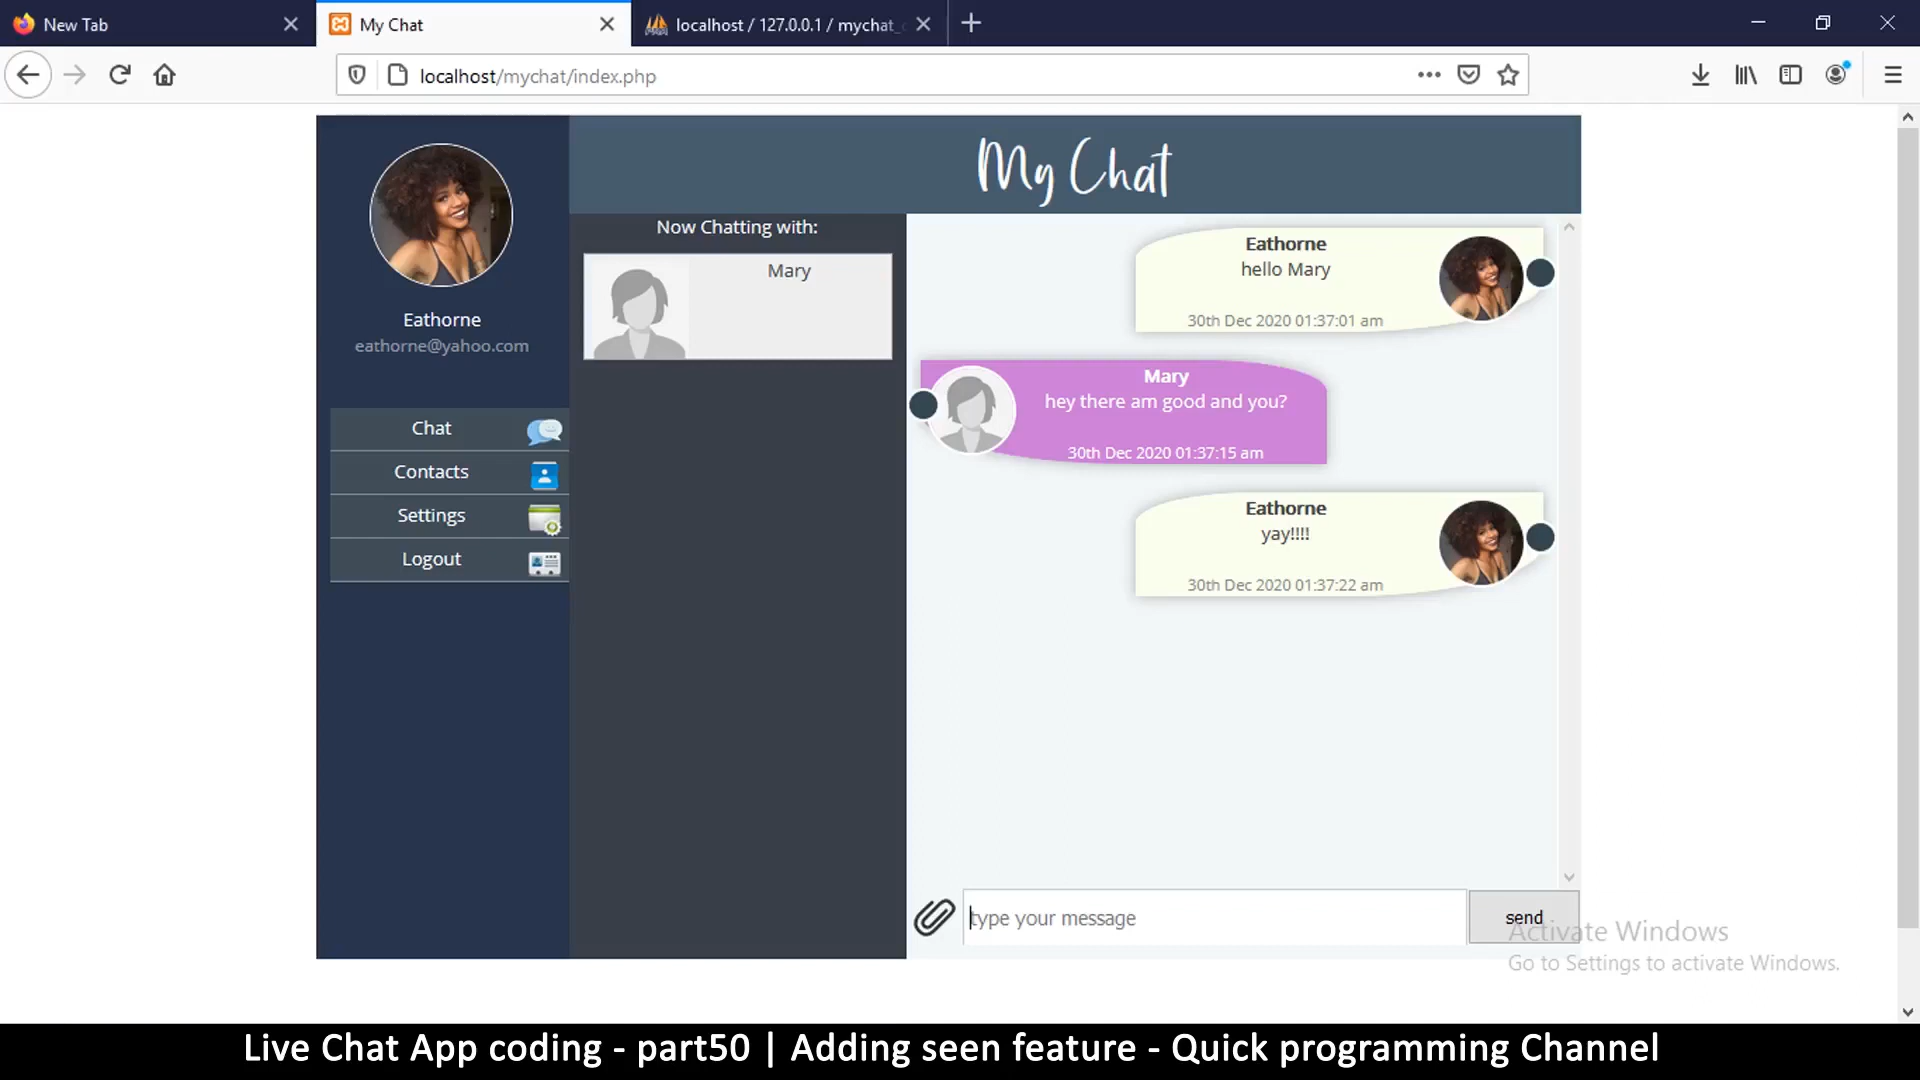 New Tab
My Chat
localhost / 127.0.0.1 / mychat_
localhost/mychat/index.php
My Chat
Eathorne
eathorne@yahoo.com
Chat
Contacts
Settings
Logout
Now Chatting with:
Mary
Eathorne
hello Mary
30th Dec 2020 01:37:01 am
Mary
hey there am good and you?
30th Dec 2020 01:37:15 am
Eathorne
yay!!!!
30th Dec 2020 01:37:22 am
type your message
send
Activate Windows
Go to Settings to activate Windows.
Live Chat App coding - part50 | Adding seen feature - Quick programming Channel